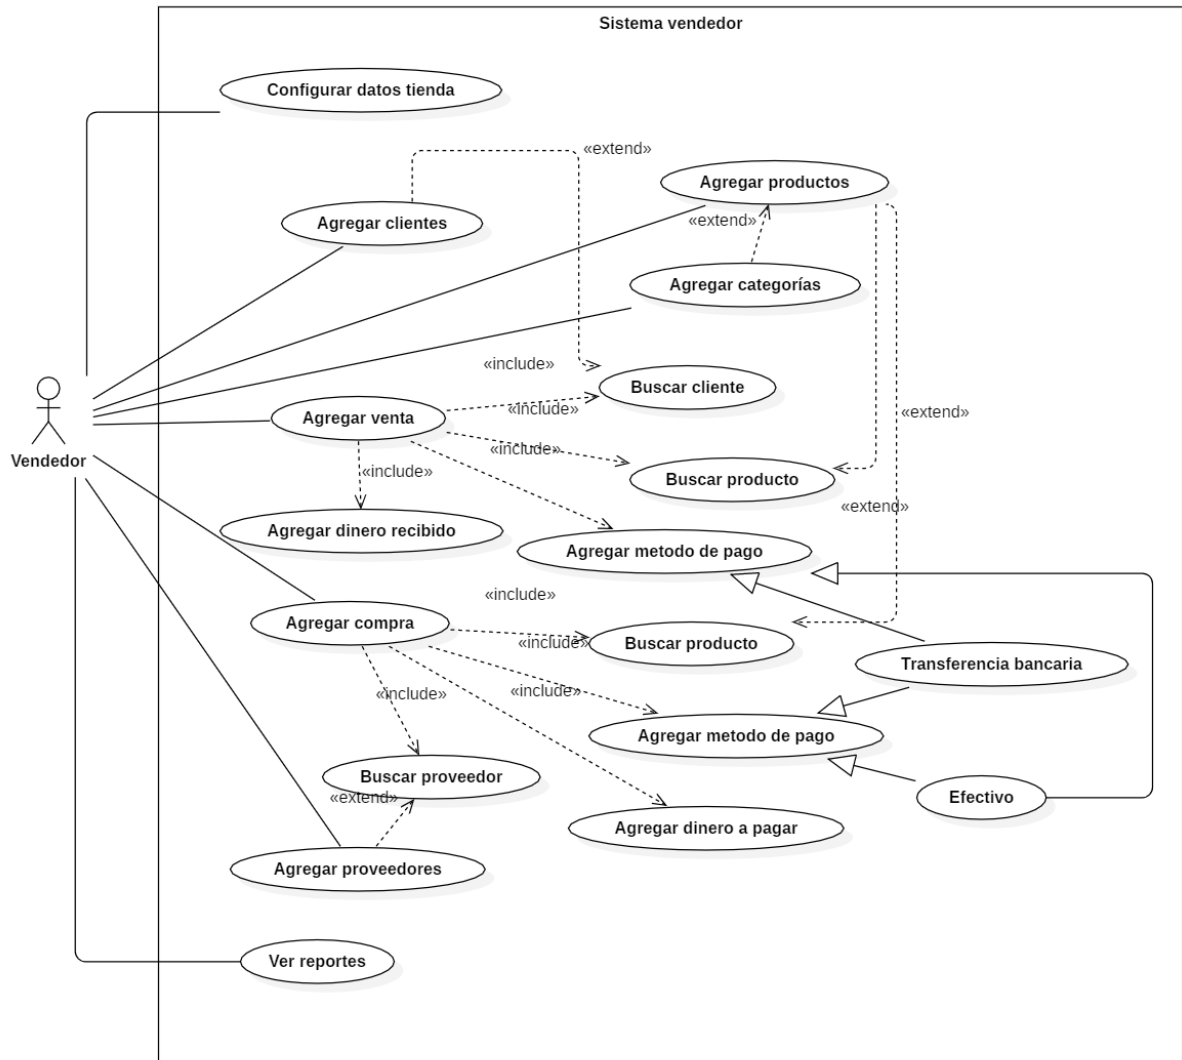 Sistema vendedor
Configurar datos tienda
«extend»
Agregar productos
Agregar clientes
«extend»
Agregar categorías
«include»
Buscar cliente
«include»
Agregar venta
«extend»
«include»
Vendedor
«include»
Buscar producto
«extend»
Agregar dinero recibido
Agregar metodo de pago
«include»
Agregar compra
«include»
Buscar producto
Transferencia bancaria
«include»
«include»
Agregar metodo de pago
Buscar proveedor
«extend»
Efectivo
Agregar dinero a pagar
Agregar proveedores
Ver reportes